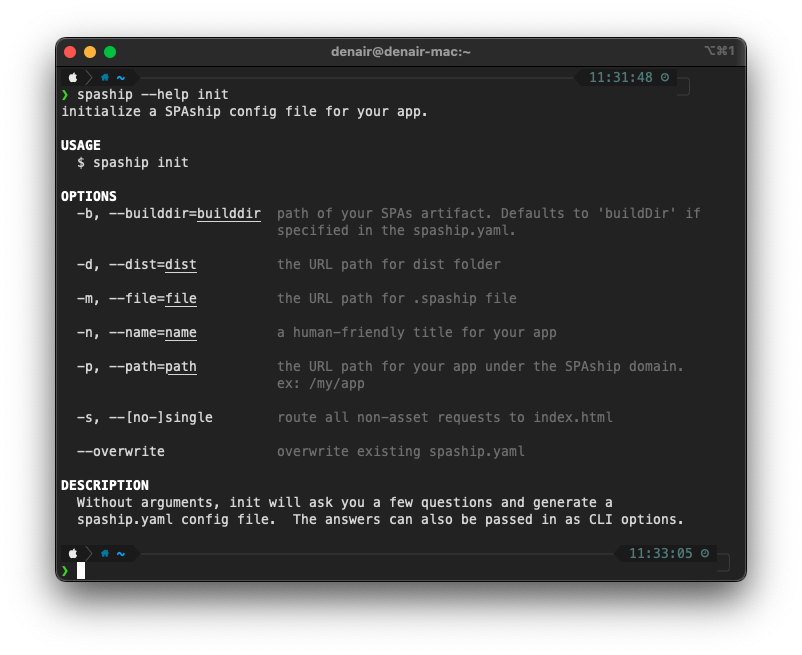 denair@denair-mac:~
⌥⌘1
~ 11:31:48
❯ spaship --help init
initialize a SPAship config file for your app.
USAGE
$ spaship init
OPTIONS
-b, --builddir=builddir path of your SPAs artifact. Defaults to 'buildDir' if
specified in the spaship.yaml.
-d, --dist=dist the URL path for dist folder
-m, --file=file the URL path for .spaship file
-n, --name=name a human-friendly title for your app
-p, --path=path the URL path for your app under the SPAship domain.
ex: /my/app
-s, --[no-]single route all non-asset requests to index.html
--overwrite overwrite existing spaship.yaml
DESCRIPTION
Without arguments, init will ask you a few questions and generate a
spaship.yaml config file.  The answers can also be passed in as CLI options.
~ 11:33:05
❯